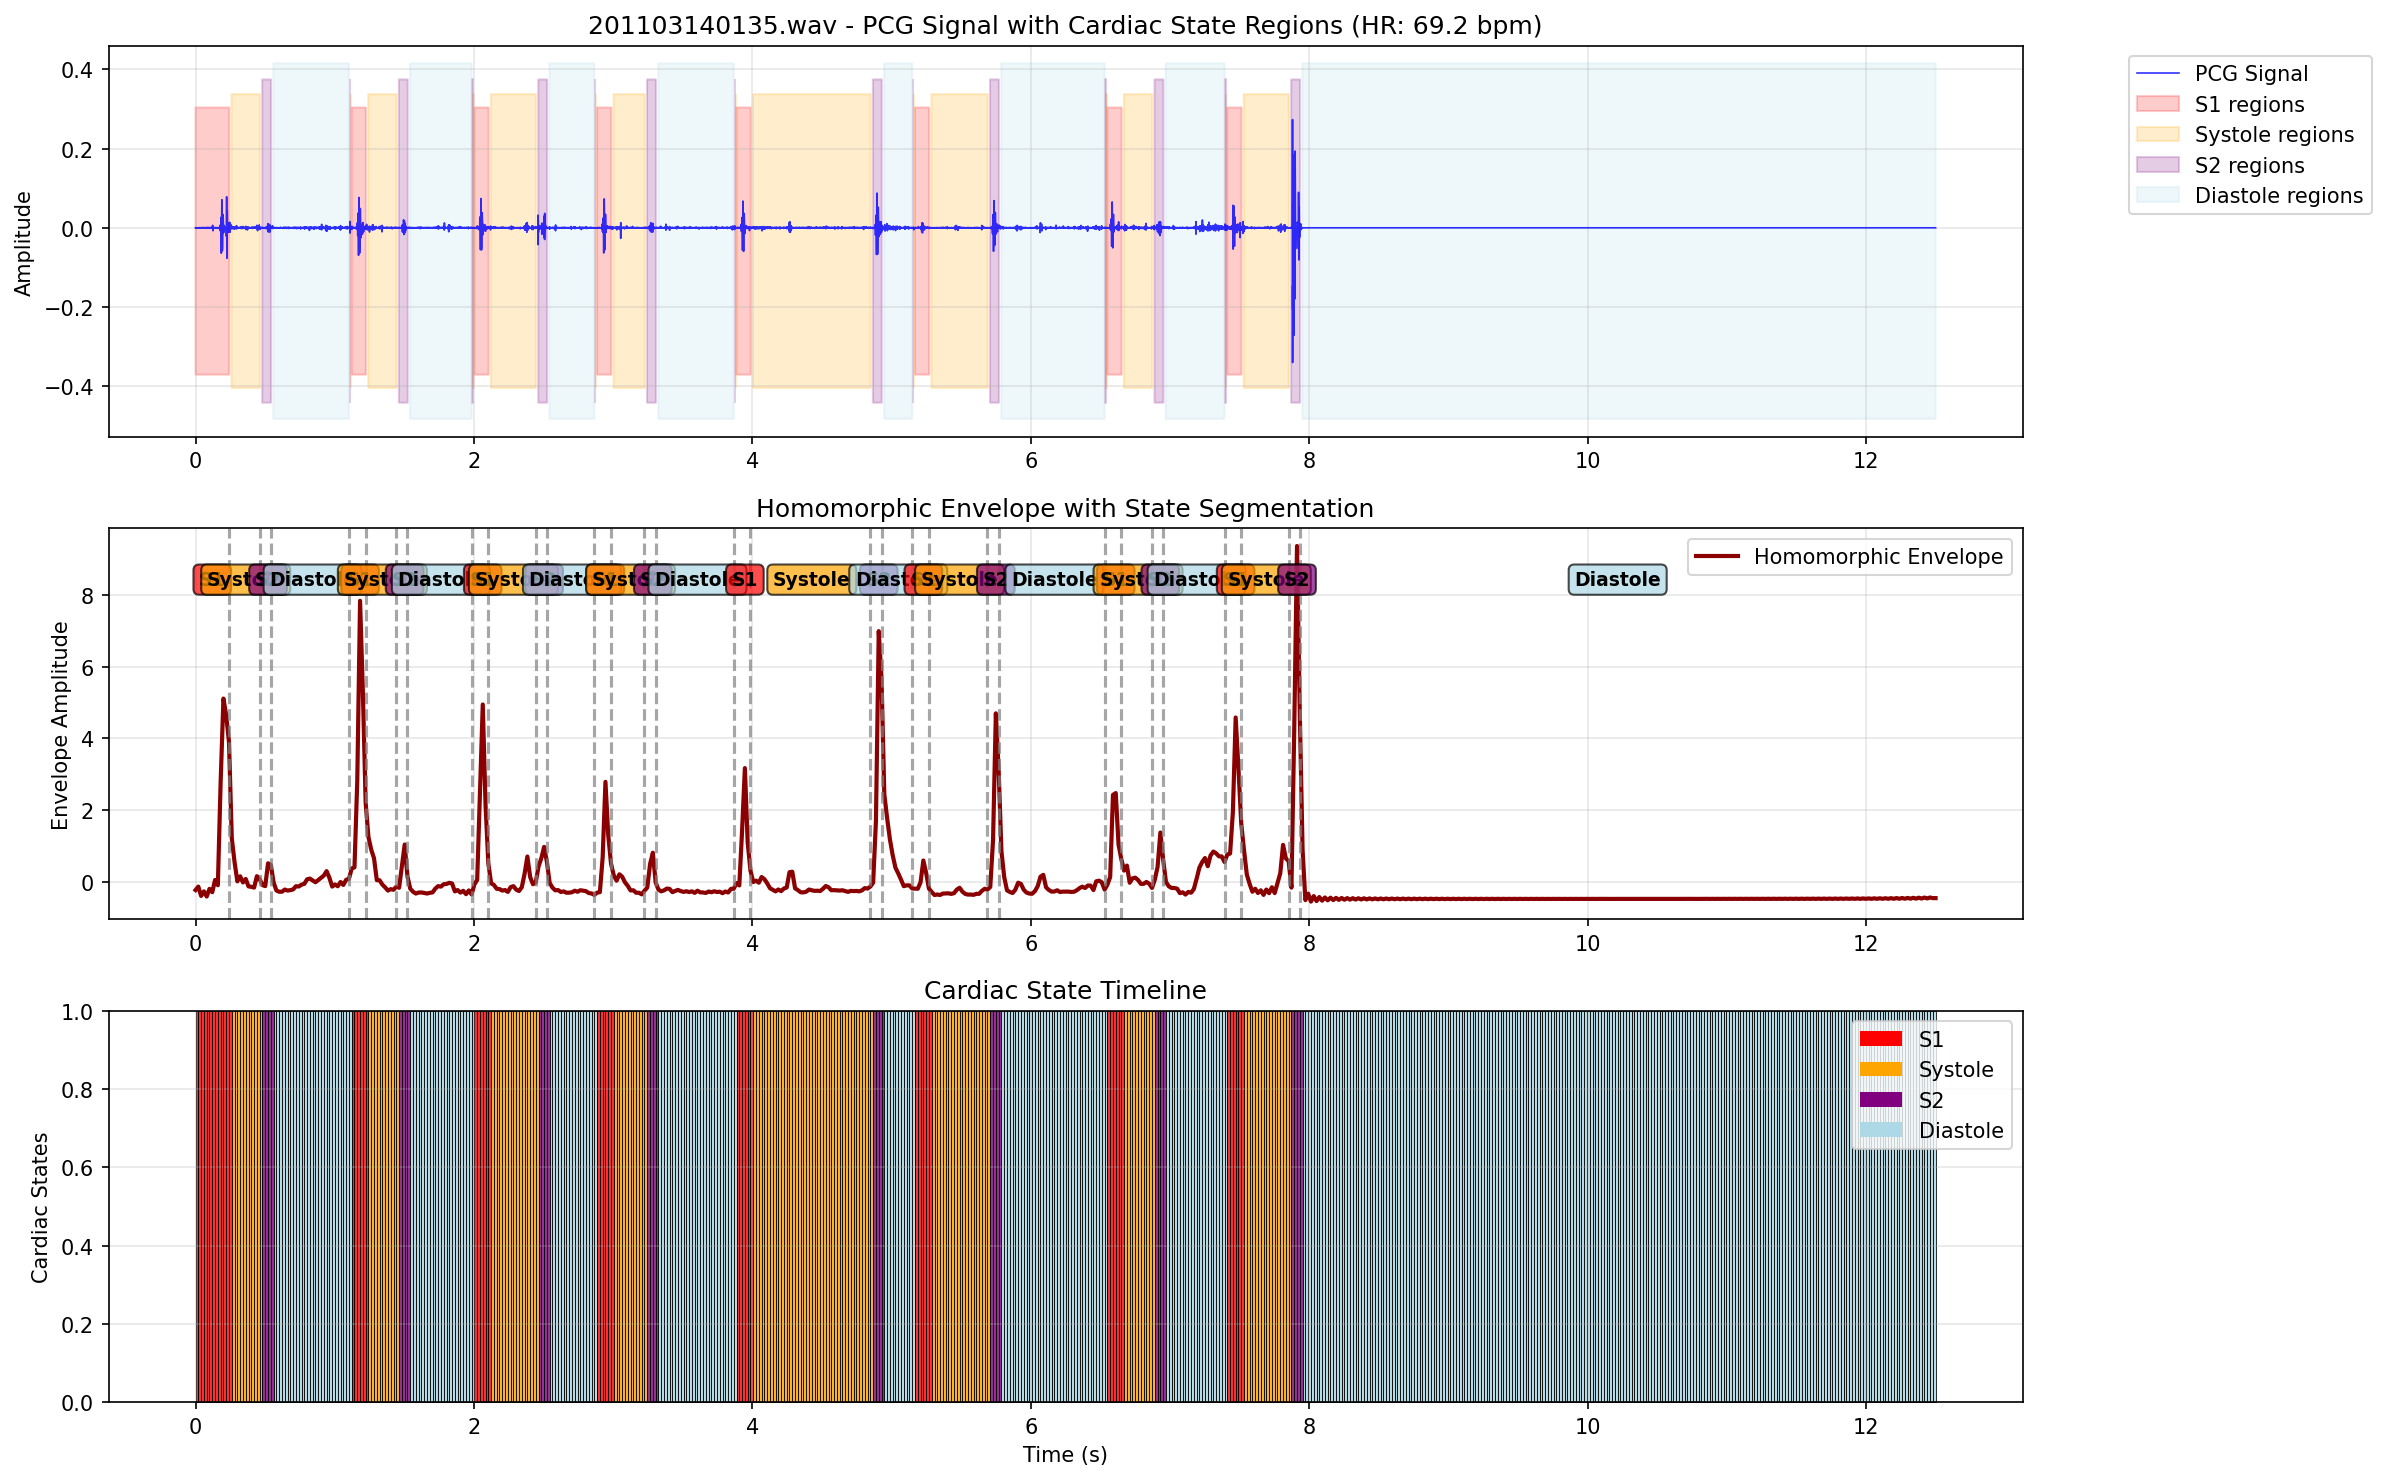 201103140135.wav - PCG Signal with Cardiac State Regions (HR: 69.2 bpm)
Amplitude
0.4
0.2
0.0
−0.2
−0.4
0 2 4 6 8 10 12
PCG Signal
S1 regions
Systole regions
S2 regions
Diastole regions
Homomorphic Envelope with State Segmentation
Envelope Amplitude
8
6
4
2
0
Homomorphic Envelope
Syst Diasto Syst Diasto Syst Diast Syst Diastol S1 Systole Diast Systol S2 Diastole Syst Diasto Systol S2 Diastole
0 2 4 6 8 10 12
Cardiac State Timeline
Cardiac States
1.0
0.8
0.6
0.4
0.2
0.0
S1
Systole
S2
Diastole
0 2 4 6 8 10 12
Time (s)